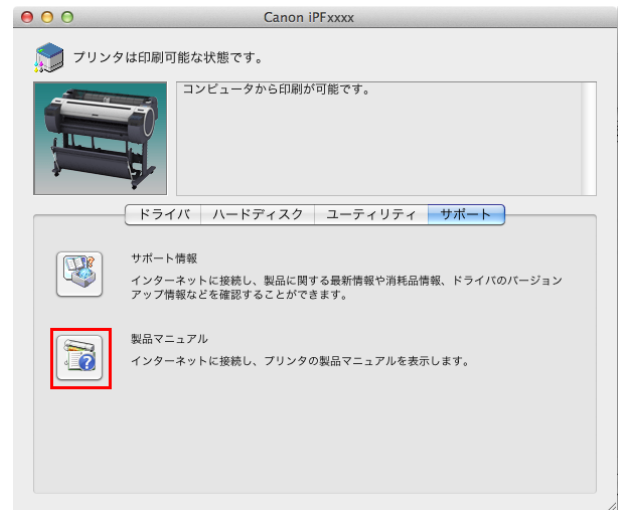 Canon iPFxxxx
プリンタは印刷可能な状態です。
コンピュータから印刷が可能です。
ドライバ ハードディスク ユーティリティ サポート
サポート情報
インターネットに接続し、製品に関する最新情報や消耗品情報、ドライバのバージョン
アップ情報などを確認することができます。
製品マニュアル
インターネットに接続し、プリンタの製品マニュアルを表示します。